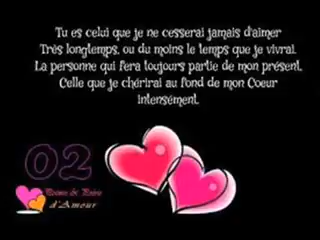 Tu es celui que je ne cesserai jamais d'aimer
Très longtemps, ou du moins le temps que je vivrai.
La personne qui fera toujours partie de mon présent.
Celle que je chérirai au fond de mon Coeur
intensément.
02
d'Amour